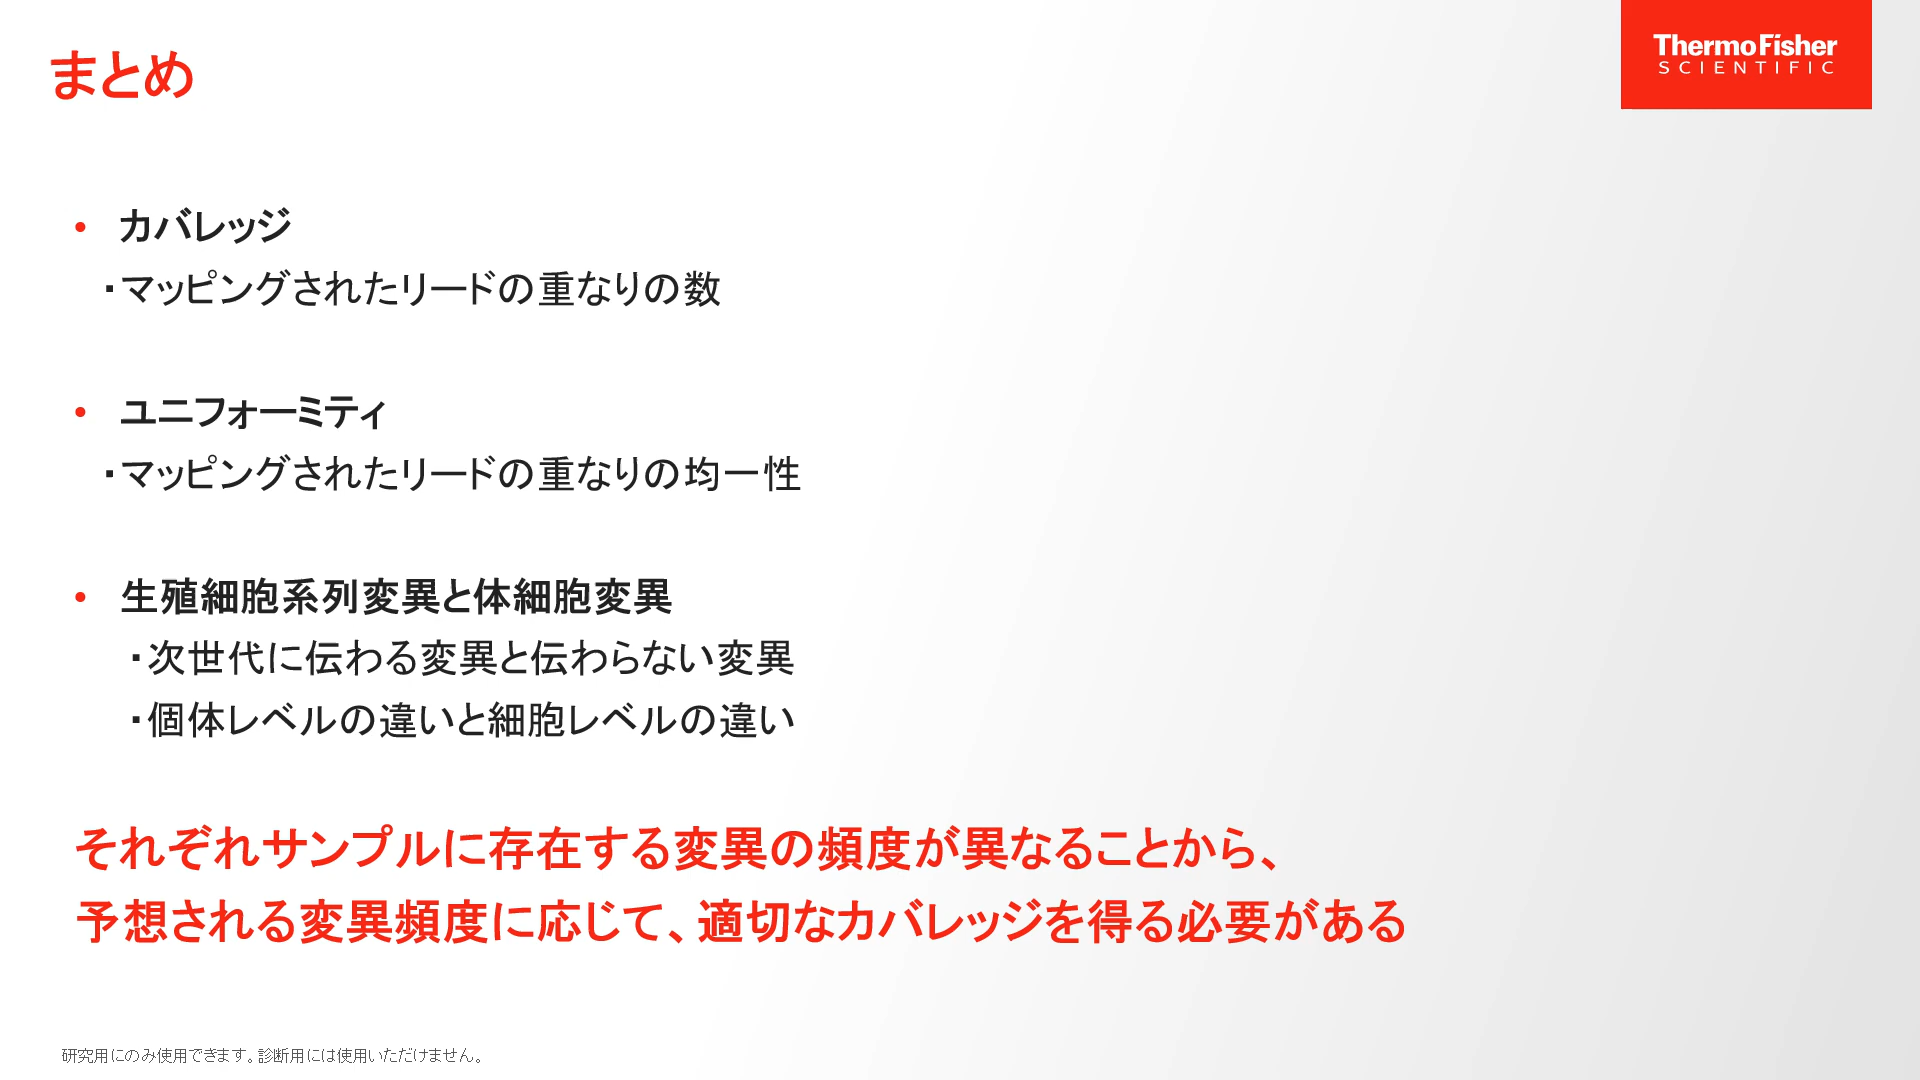 まとめ
ThermoFisher
SCIENTIFIC
• カバレッジ
・マッピングされたリードの重なりの数
• ユニフォーミティ
・マッピングされたリードの重なりの均一性
• 生殖細胞系列変異と体細胞変異
・次世代に伝わる変異と伝わらない変異
・個体レベルの違いと細胞レベルの違い
それぞれサンプルに存在する変異の頻度が異なることから、
予想される変異頻度に応じて、適切なカバレッジを得る必要がある
研究用にのみ使用できます。診断用には使用いただけません。